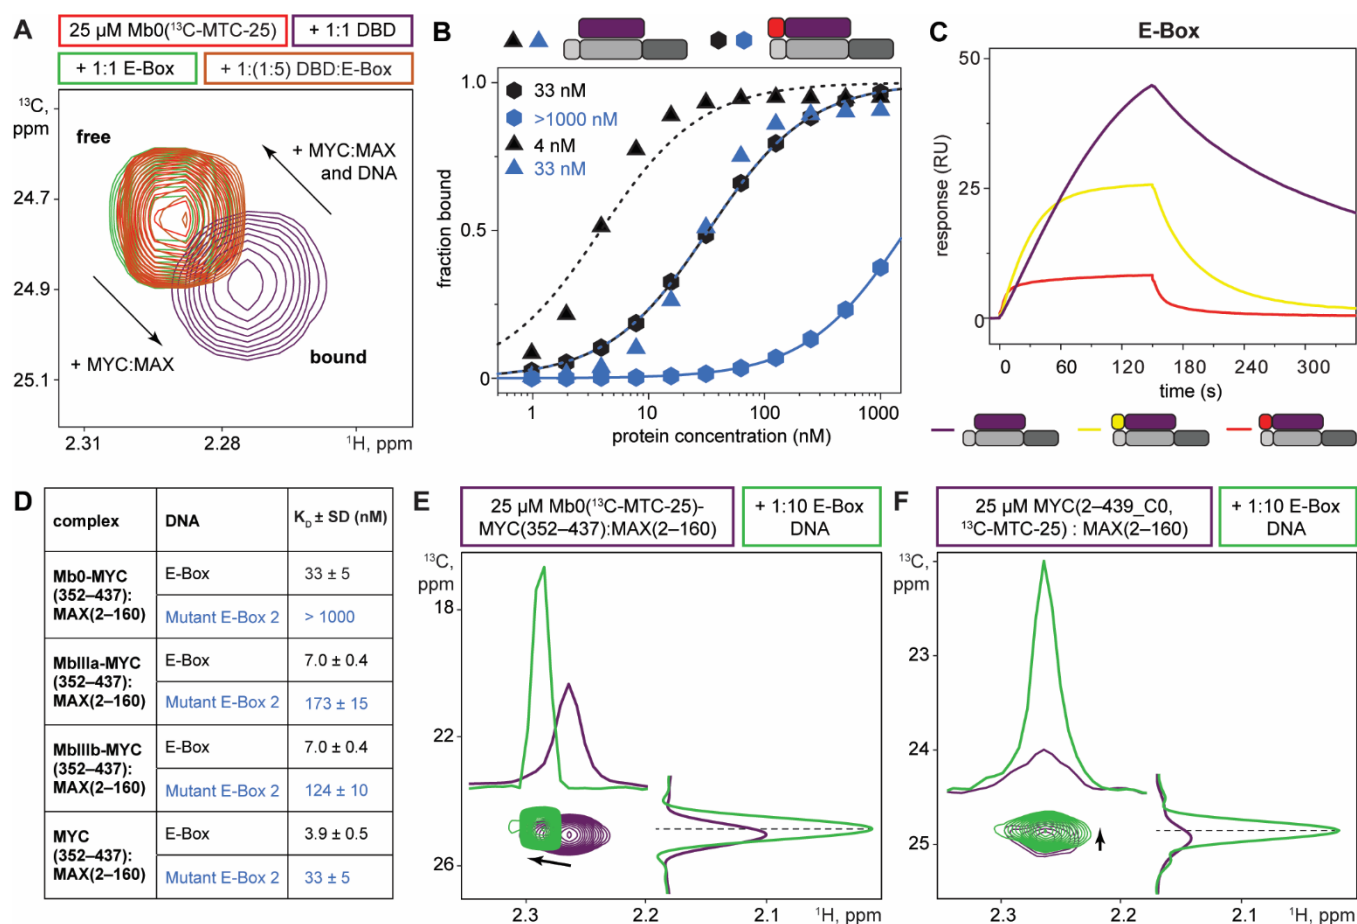 A
25 µM Mb0(¹³C-MTC-25)
+ 1:1 DBD
+ 1:1 E-Box
+ 1:(1:5) DBD:E-Box
¹³C,
ppm
free
+ MYC:MAX
and DNA
24.7
24.9
25.1
+ MYC:MAX
bound
2.31
2.28
¹H, ppm
B
33 nM
>1000 nM
4 nM
33 nM
fraction bound
1.0
0.5
0
1
10
100
1000
protein concentration (nM)
C
E-Box
response (RU)
50
25
0
0
60
120
180
240
300
time (s)
D
complex
DNA
K_D ± SD (nM)
Mb0-MYC
(352–437):
MAX(2–160)
E-Box
33 ± 5
Mutant E-Box 2
> 1000
MbIIIa-MYC
(352–437):
MAX(2–160)
E-Box
7.0 ± 0.4
Mutant E-Box 2
173 ± 15
MbIIIb-MYC
(352–437):
MAX(2–160)
E-Box
7.0 ± 0.4
Mutant E-Box 2
124 ± 10
MYC
(352–437):
MAX(2–160)
E-Box
3.9 ± 0.5
Mutant E-Box 2
33 ± 5
E
25 µM Mb0(¹³C-MTC-25)-
MYC(352–437):MAX(2–160)
+ 1:10 E-Box
DNA
¹³C,
ppm
18
22
26
2.3
2.2
2.1
¹H, ppm
F
25 µM MYC(2–439_C0,
¹³C-MTC-25) : MAX(2–160)
+ 1:10 E-Box
DNA
¹³C,
ppm
23
24
25
2.3
2.2
2.1
¹H, ppm